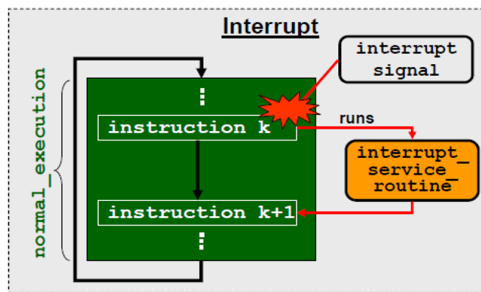 Interrupt
interrupt
signal
normal_execution
instruction k
runs
interrupt_
service_
routine
instruction k+1